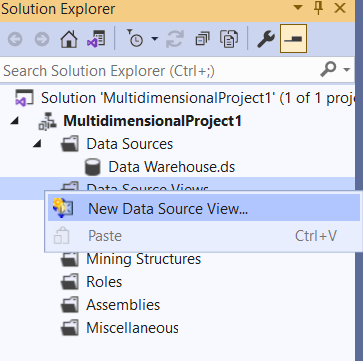 Solution Explorer
Search Solution Explorer (Ctrl+;)
Solution 'MultidimensionalProject1' (1 of 1 proj
MultidimensionalProject1
Data Sources
Data Warehouse.ds
Data Source Views
New Data Source View...
Paste Ctrl+V
Mining Structures
Roles
Assemblies
Miscellaneous